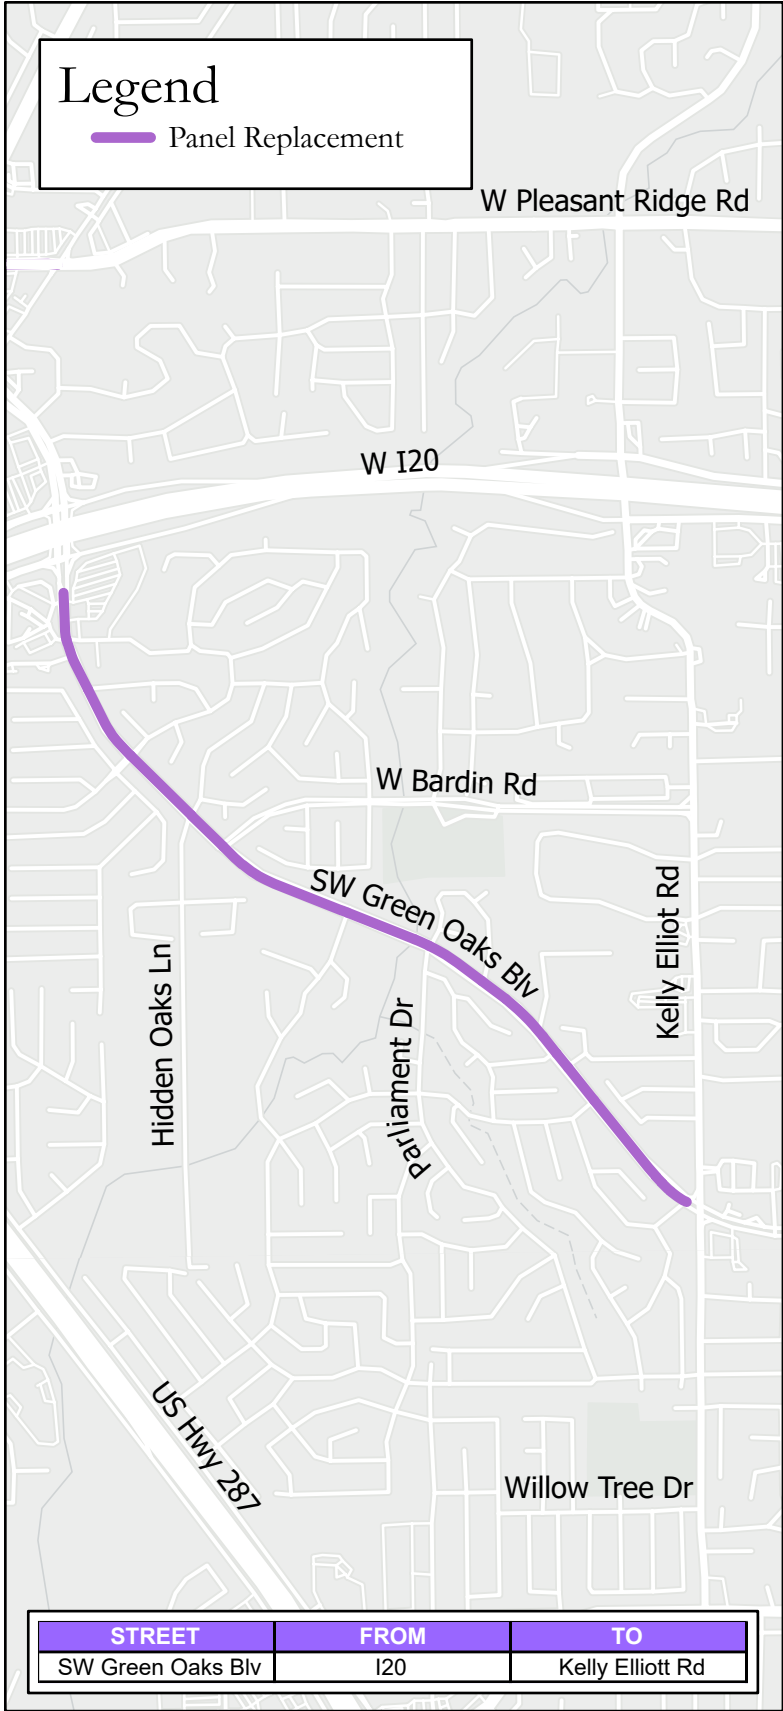 Legend
Panel Replacement
W Pleasant Ridge Rd
W I20
W Bardin Rd
SW Green Oaks Blv
Kelly Elliot Rd
Hidden Oaks Ln
Parliament Dr
US Hwy 287
Willow Tree Dr
STREET FROM TO
SW Green Oaks Blv I20 Kelly Elliott Rd